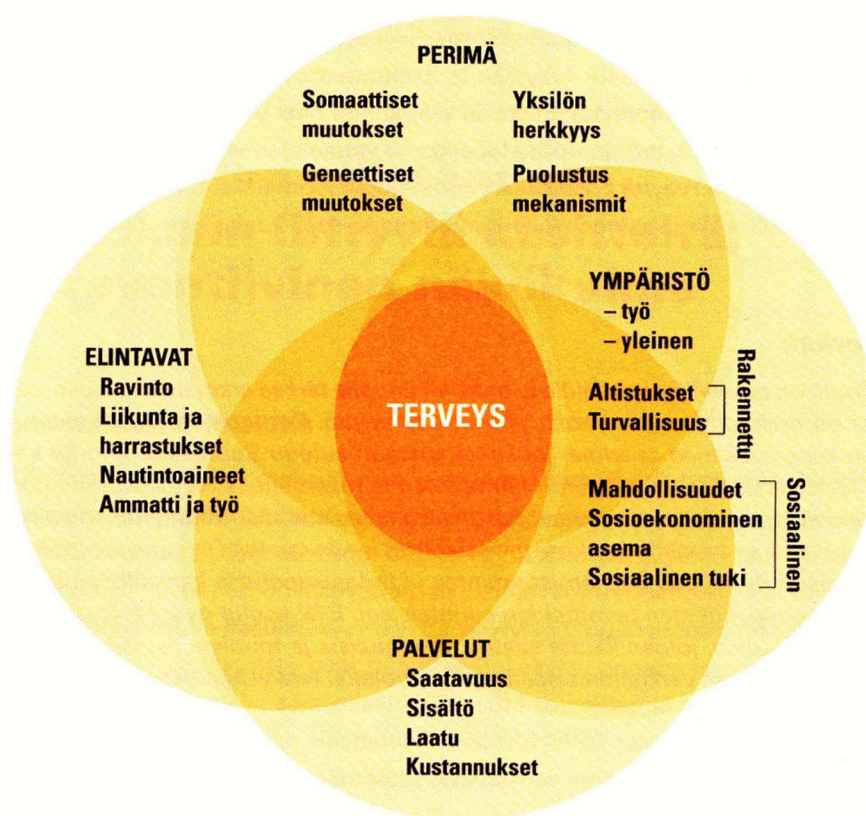 PERIMÄ
Somaattiset
muutokset
Yksilön
herkkyys
Geneettiset
muutokset
Puolustus
mekanismit
YMPÄRISTÖ
– työ
– yleinen
Altistukset
Turvallisuus
Rakennettu
Mahdollisuudet
Sosioekonominen
asema
Sosiaalinen tuki
Sosiaalinen
ELINTAVAT
Ravinto
Liikunta ja
harrastukset
Nautintoaineet
Ammatti ja työ
TERVEYS
PALVELUT
Saatavuus
Sisältö
Laatu
Kustannukset